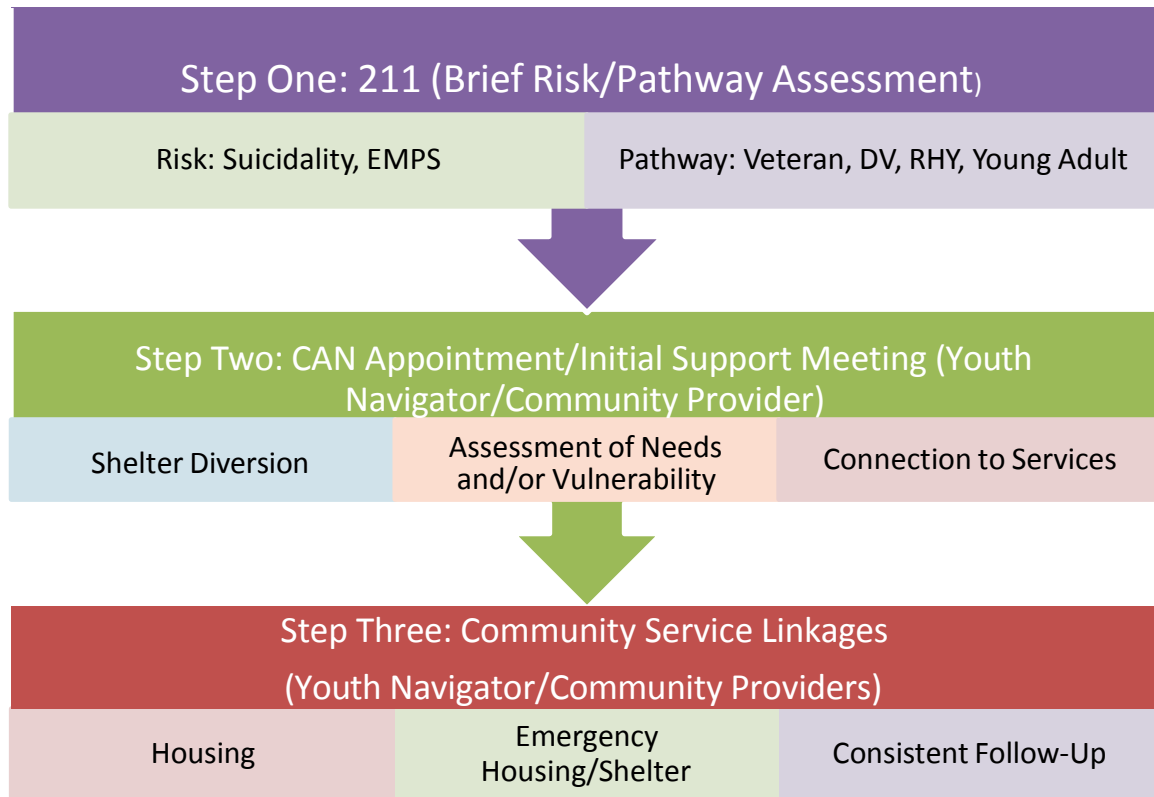 Step One: 211 (Brief Risk/Pathway Assessment)
Risk: Suicidality, EMPS
Pathway: Veteran, DV, RHY, Young Adult
Step Two: CAN Appointment/Initial Support Meeting (Youth
Navigator/Community Provider)
Shelter Diversion
Assessment of Needs
and/or Vulnerability
Connection to Services
Step Three: Community Service Linkages
(Youth Navigator/Community Providers)
Housing
Emergency
Housing/Shelter
Consistent Follow-Up